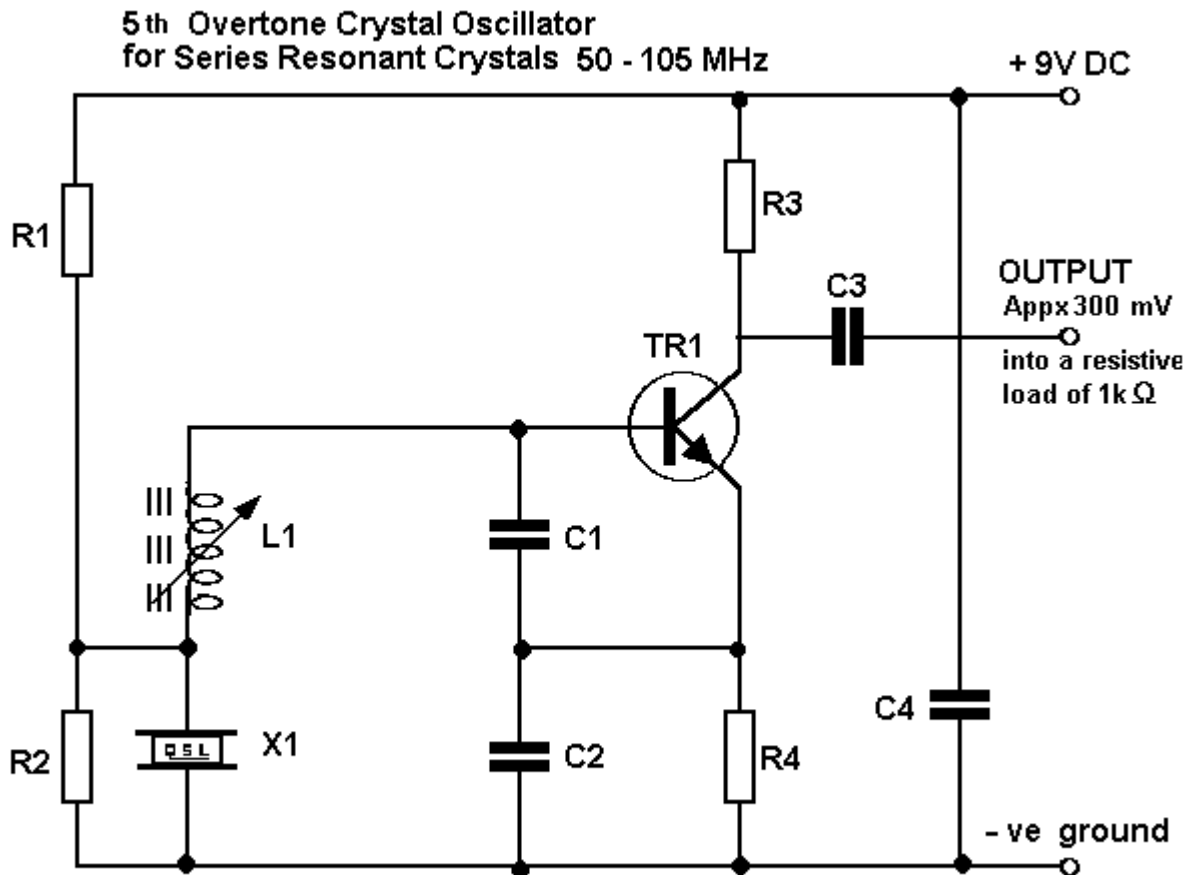 5th Overtone Crystal Oscillator
for Series Resonant Crystals 50 - 105 MHz
+ 9V DC
R1
R3
C3
OUTPUT
Appx 300 mV
into a resistive
load of 1k Ω
TR1
L1
C1
R2
QSL
X1
C2
R4
C4
- ve ground